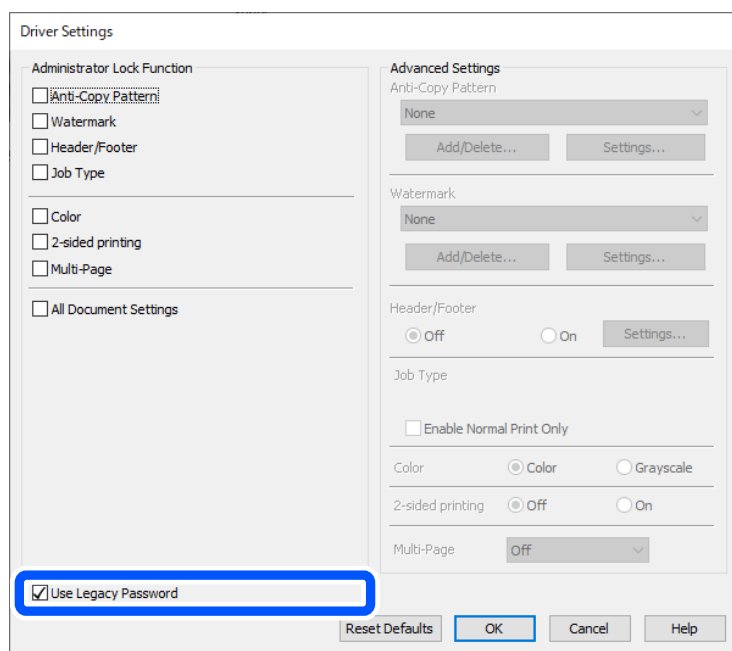 Driver Settings
Administrator Lock Function
Anti-Copy Pattern
Watermark
Header/Footer
Job Type
Color
2-sided printing
Multi-Page
All Document Settings
Use Legacy Password
Advanced Settings
Anti-Copy Pattern
None
Add/Delete... Settings...
Watermark
None
Add/Delete... Settings...
Header/Footer
Off On Settings...
Job Type
Enable Normal Print Only
Color Color Grayscale
2-sided printing Off On
Multi-Page Off
Reset Defaults OK Cancel Help